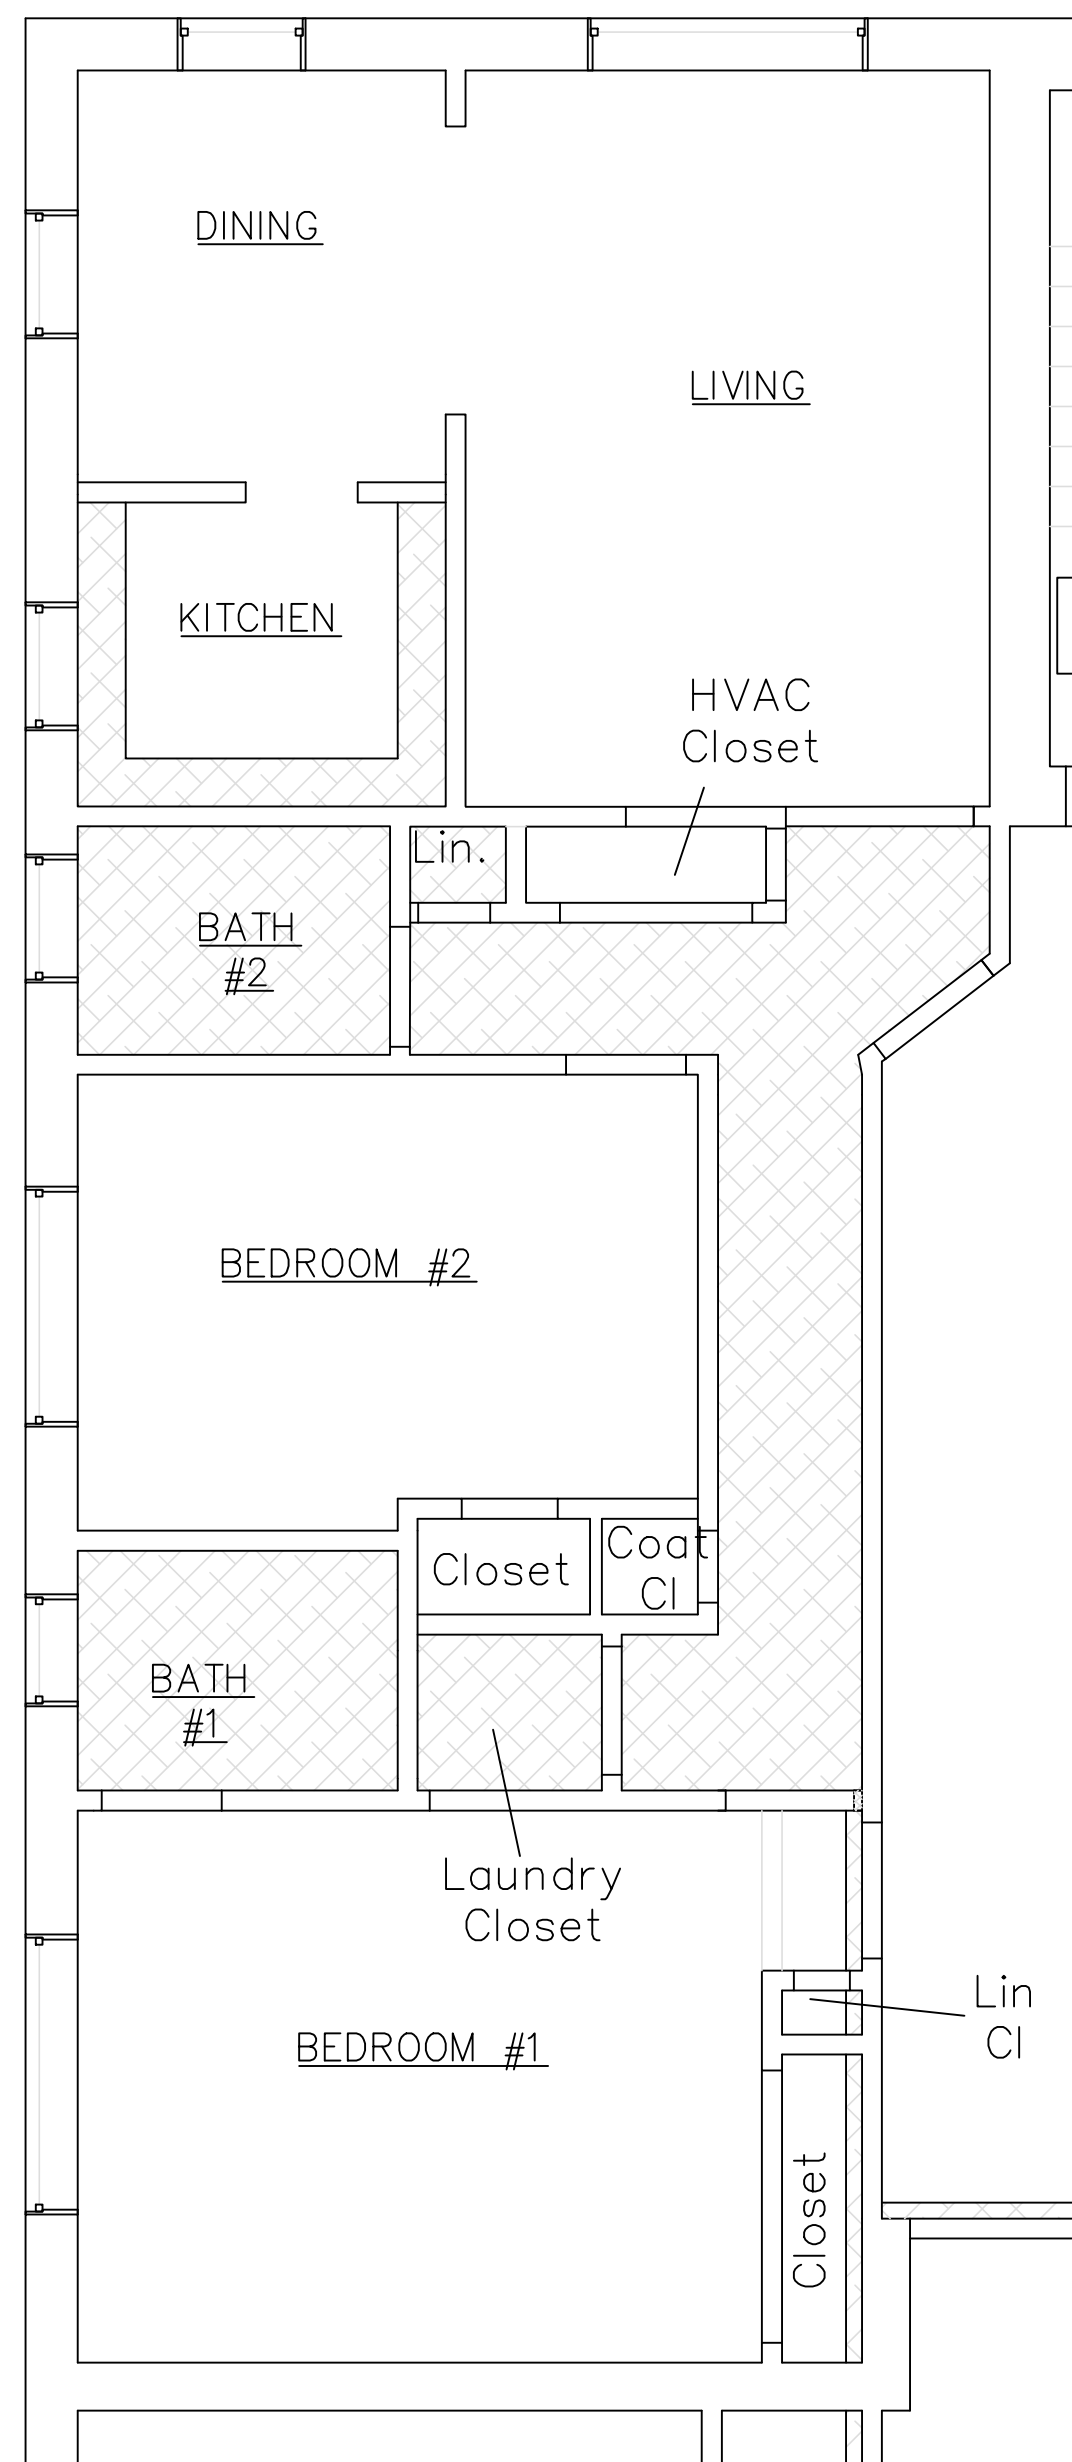 DINING
LIVING
KITCHEN
HVAC
Closet
Lin.
BATH
#2
BEDROOM #2
Closet
Coat
Cl
BATH
#1
Laundry
Closet
Lin
Cl
BEDROOM #1
Closet